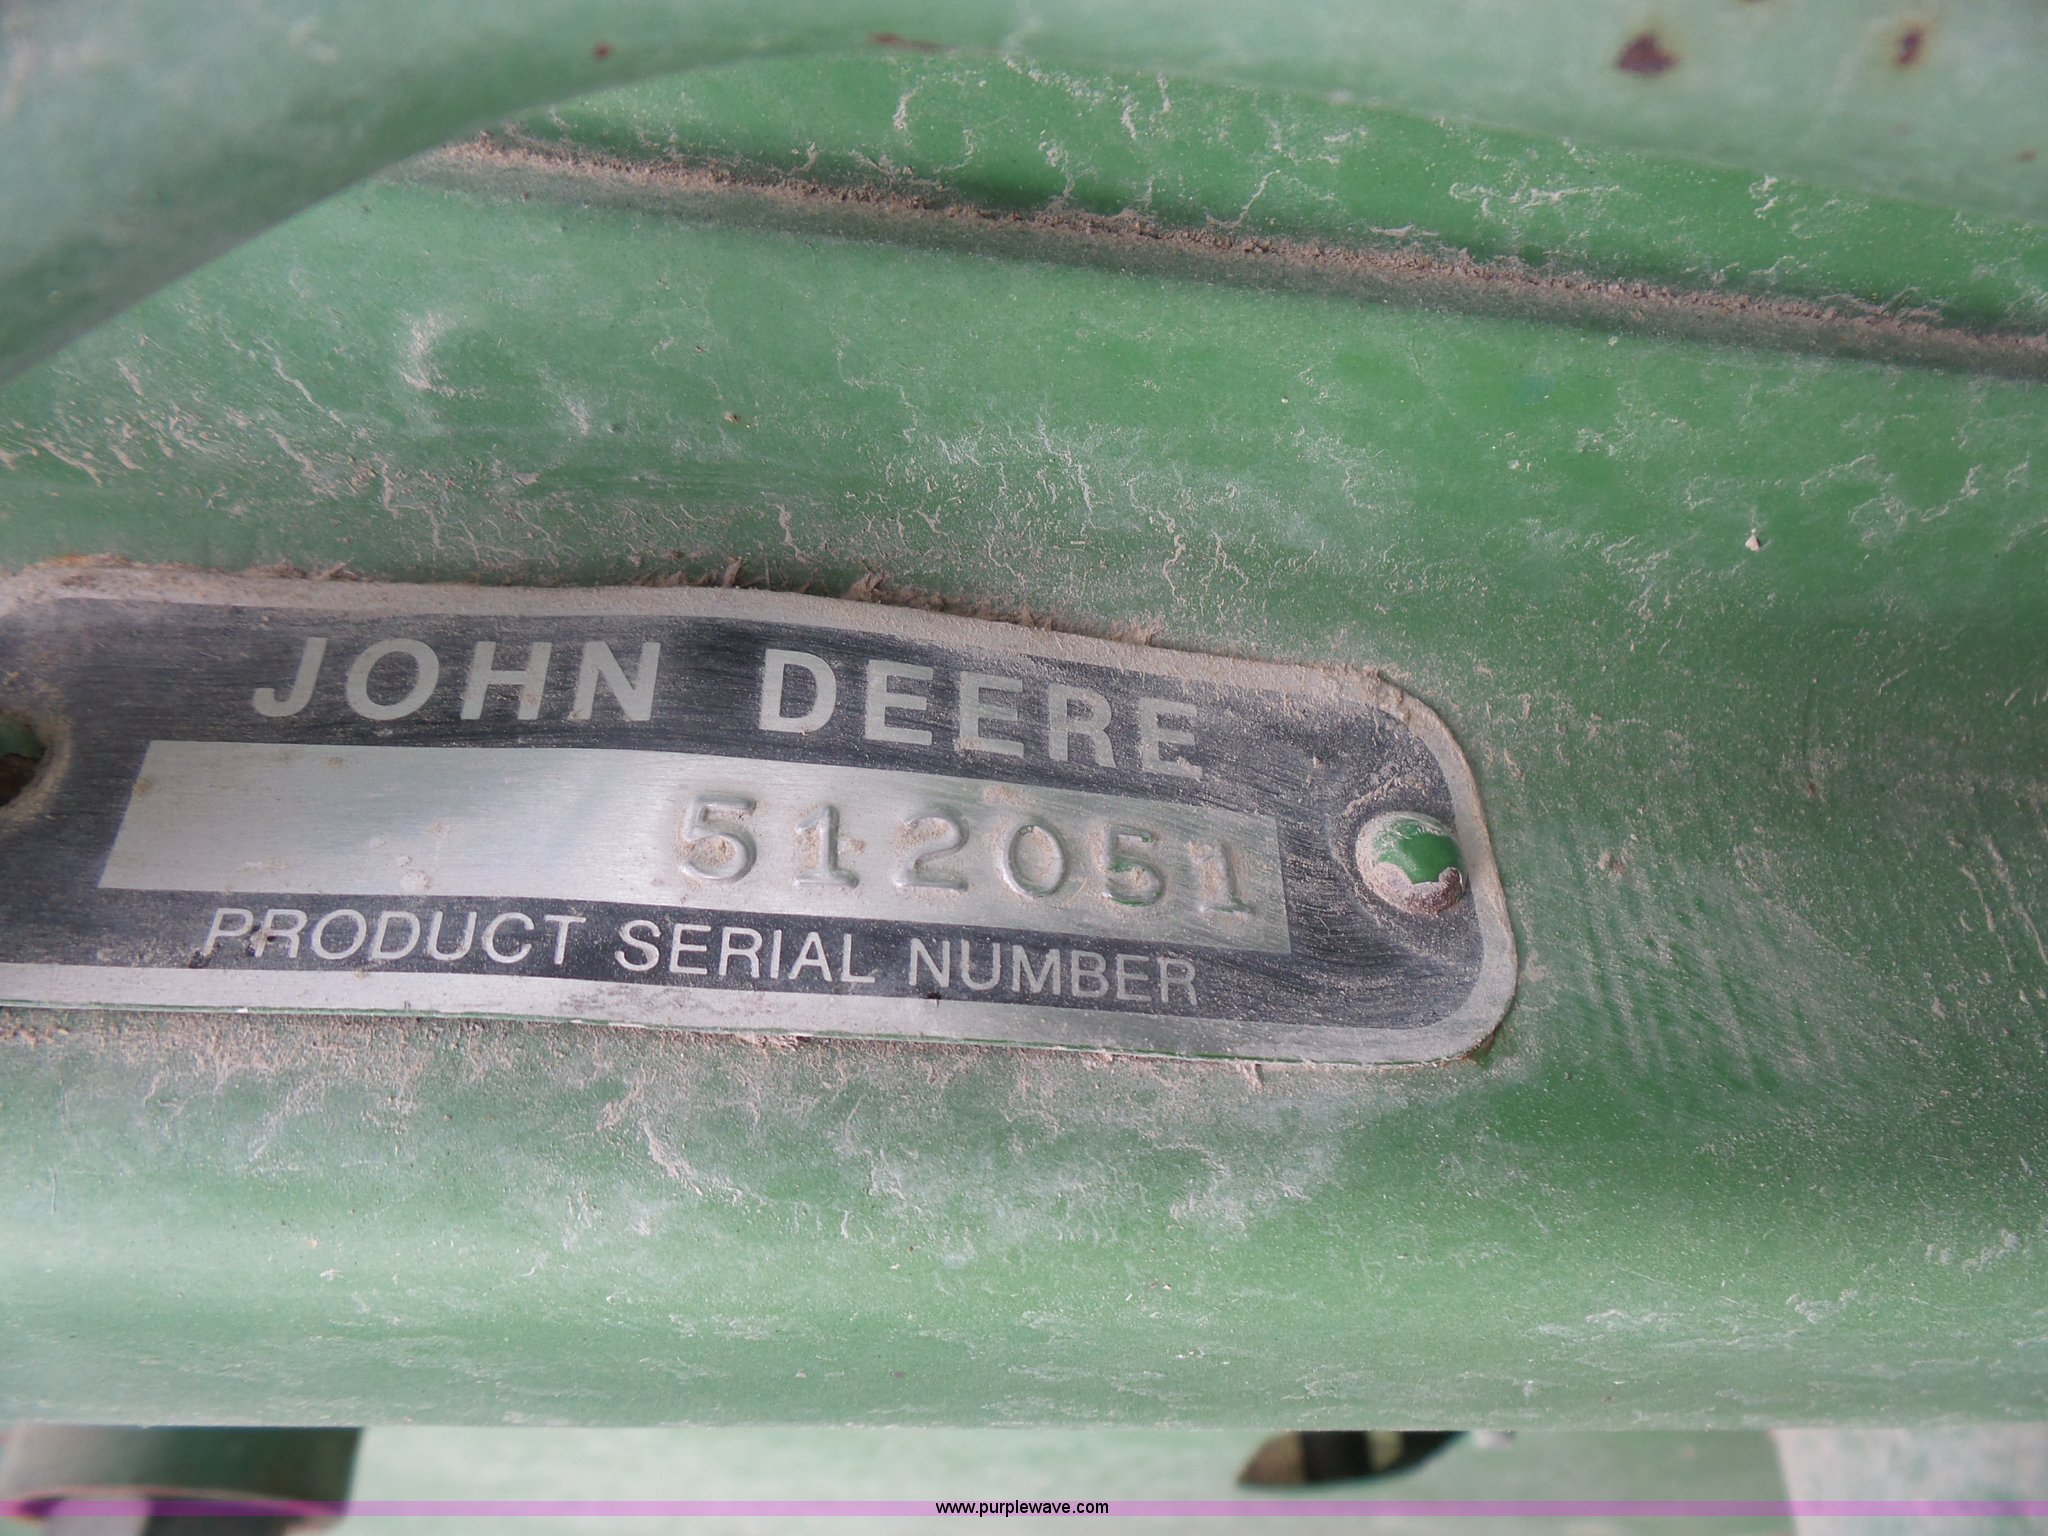 JOHN DEERE
512051
PRODUCT SERIAL NUMBER
www.purplewave.com